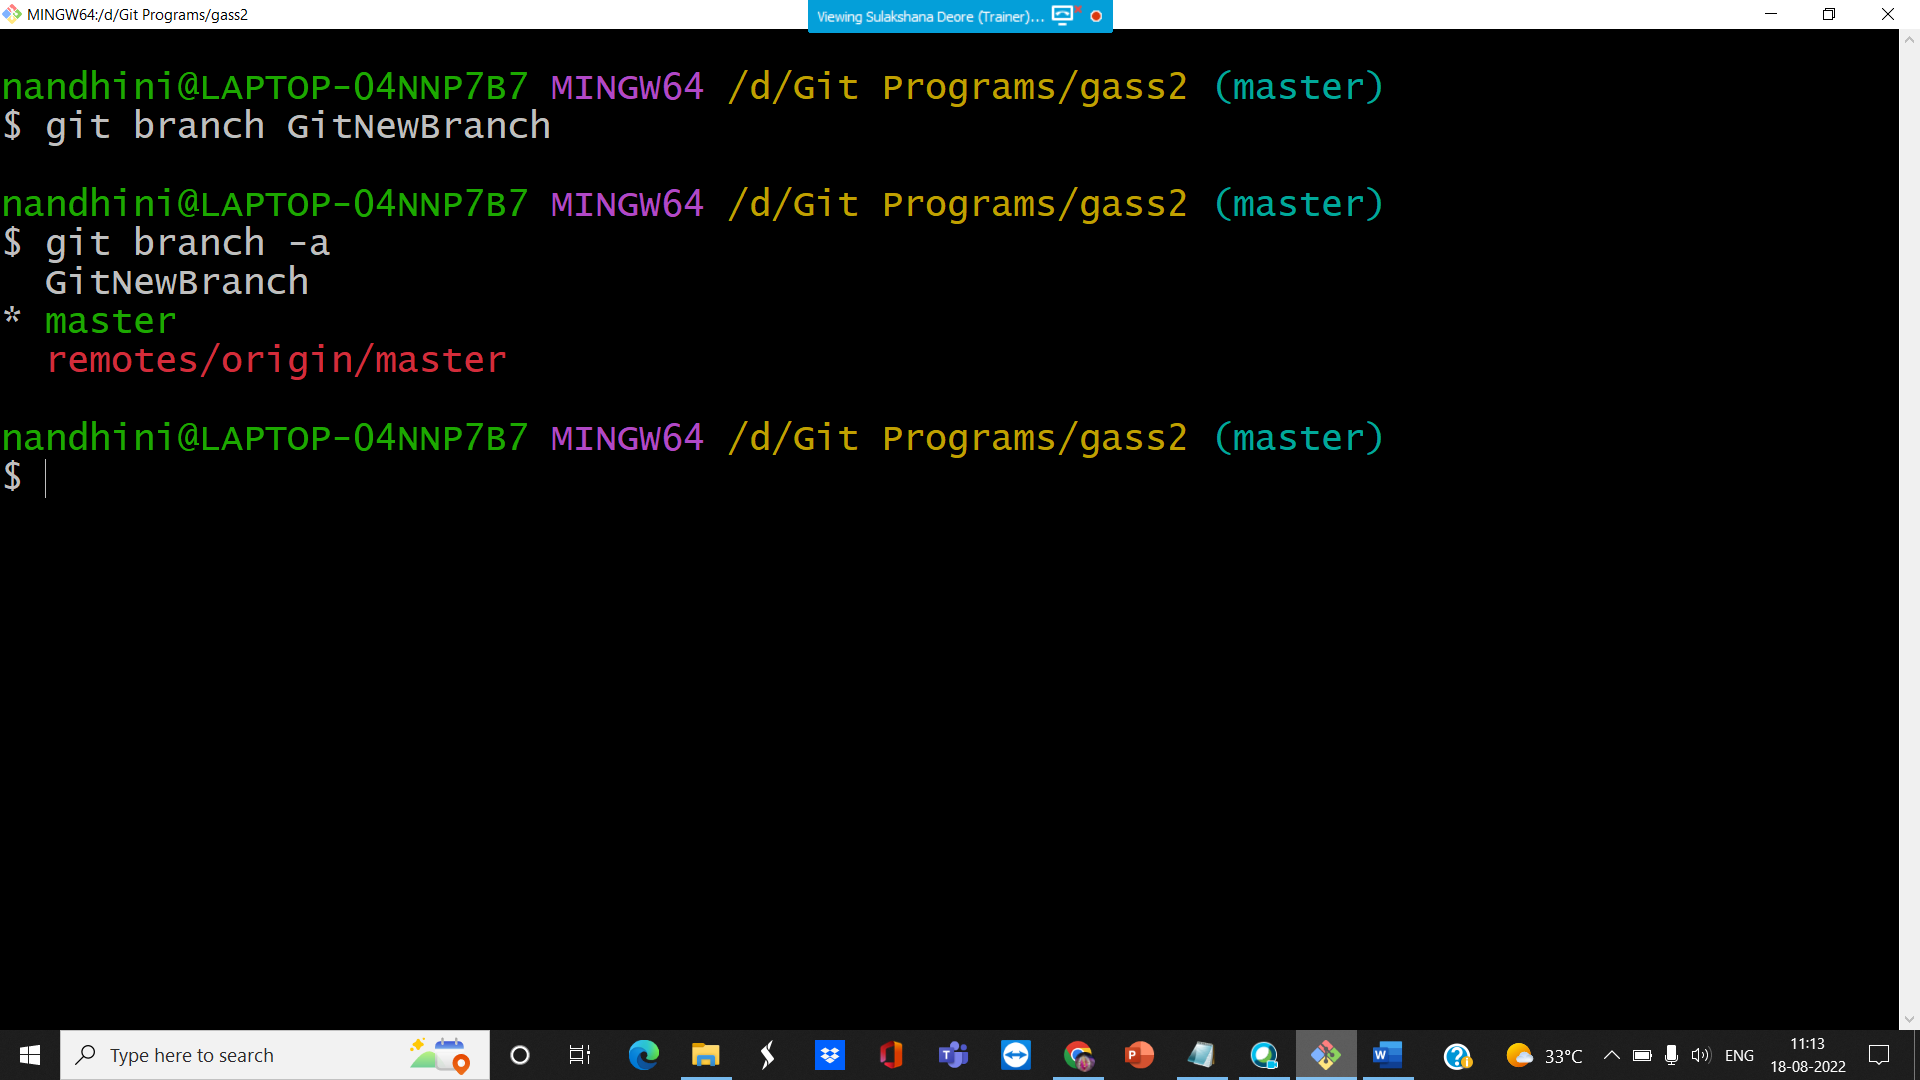 MINGW64:/d/Git Programs/gass2
Viewing Sulakshana Deore (Trainer)...
nandhini@LAPTOP-04NNP7B7 MINGW64 /d/Git Programs/gass2 (master)
$ git branch GitNewBranch
nandhini@LAPTOP-04NNP7B7 MINGW64 /d/Git Programs/gass2 (master)
$ git branch -a
  GitNewBranch
* master
  remotes/origin/master
nandhini@LAPTOP-04NNP7B7 MINGW64 /d/Git Programs/gass2 (master)
$
Type here to search
33°C
ENG
11:13
18-08-2022